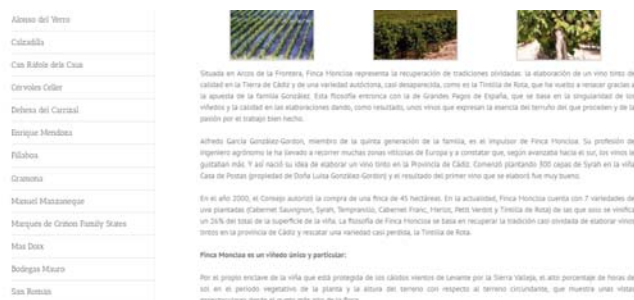 Alonso del Yerro
Calzadilla
Can Ràfols dels Caus
Cérvoles Celler
Dehesa del Carrizal
Enrique Mendoza
Fillaboa
Gramona
Manuel Manzaneque
Marqués de Griñon Family States
Mas Doix
Bodegas Mauro
San Román
Situada en Arcos de la Frontera, Finca Moncloa representa la recuperación de tradiciones olvidadas: la elaboración de un vino tinto de
calidad en la Tierra de Cádiz y de una variedad autóctona, casi desaparecida, como es la Tintilla de Rota, que ha vuelto a renacer gracias a
la apuesta de la familia González. Esta filosofía entronca con la de Grandes Pagos de España, que se basa en la singularidad de los
viñedos y la calidad en las elaboraciones dando, como resultado, unos vinos que expresan la esencia del terruño del que proceden y de la
pasión por el trabajo bien hecho.
Alfredo García González-Gordon, miembro de la quinta generación de la familia, es el impulsor de Finca Moncloa. Su profesión de
ingeniero agrónomo le ha llevado a recorrer muchas zonas vitícolas de Europa y a constatar que, según avanzaba hacia el sur, los vinos le
gustaban más. Y así nació su idea de elaborar un vino tinto en la Provincia de Cádiz. Comenzó plantando 300 cepas de Syrah en la viña
Casa de Postas (propiedad de Doña Luisa González-Gordon) y el resultado del primer vino que se elaboró fue muy bueno.
En el año 2000, el Consejo autorizó la compra de una finca de 45 hectáreas. En la actualidad, Finca Moncloa cuenta con 7 variedades de
uva plantadas (Cabernet Sauvignon, Syrah, Tempranillo, Cabernet Franc, Merlot, Petit Verdot y Tintilla de Rota) de las que solo se vinifica
un 26% del total de la superficie de la viña. La filosofía de Finca Moncloa se basa en recuperar la tradición casi olvidada de elaborar vinos
tintos en la provincia de Cádiz y rescatar una variedad casi perdida, la Tintilla de Rota.
Finca Moncloa es un viñedo único y particular:
Por el propio enclave de la viña que está protegida de los cálidos vientos de Levante por la Sierra Valleja, el alto porcentaje de horas de
sol en el periodo vegetativo de la planta y la altura del terreno con respecto al terreno circundante, que muestra unas vistas